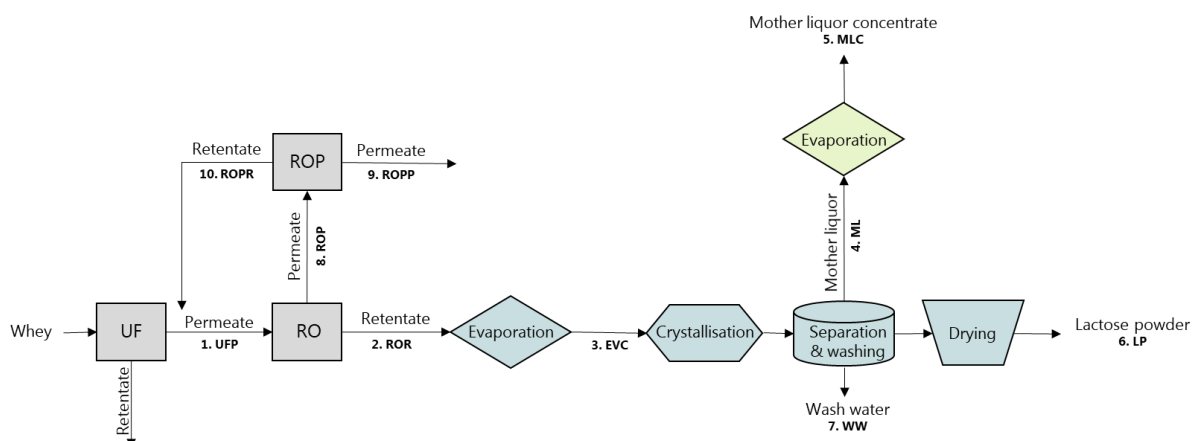 Mother liquor concentrate
5. MLC
Evaporation
Retentate
10. ROPR
ROP
Permeate
9. ROPP
Permeate
8. ROP
Mother liquor
4. ML
Whey
UF
Permeate
1. UFP
RO
Retentate
2. ROR
Evaporation
3. EVC
Crystallisation
Separation
& washing
Drying
Lactose powder
6. LP
Retentate
Wash water
7. WW